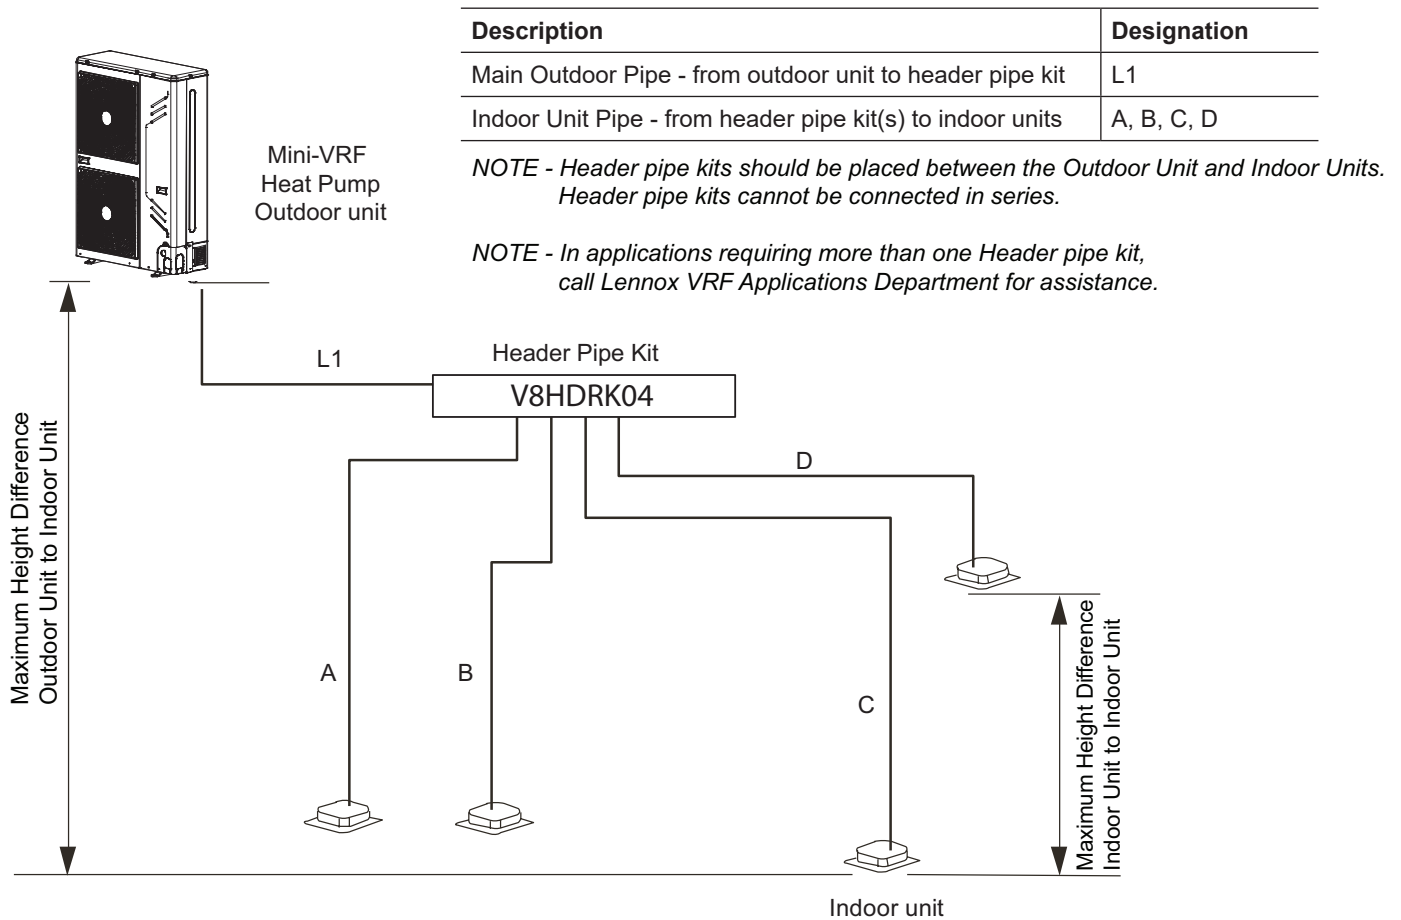 Description Designation
Main Outdoor Pipe - from outdoor unit to header pipe kit L1
Indoor Unit Pipe - from header pipe kit(s) to indoor units A, B, C, D
NOTE - Header pipe kits should be placed between the Outdoor Unit and Indoor Units.
Header pipe kits cannot be connected in series.
NOTE - In applications requiring more than one Header pipe kit,
call Lennox VRF Applications Department for assistance.
Mini-VRF
Heat Pump
Outdoor unit
L1
Header Pipe Kit
V8HDRK04
Maximum Height Difference
Outdoor Unit to Indoor Unit
A
B
C
D
Maximum Height Difference
Indoor Unit to Indoor Unit
Indoor unit